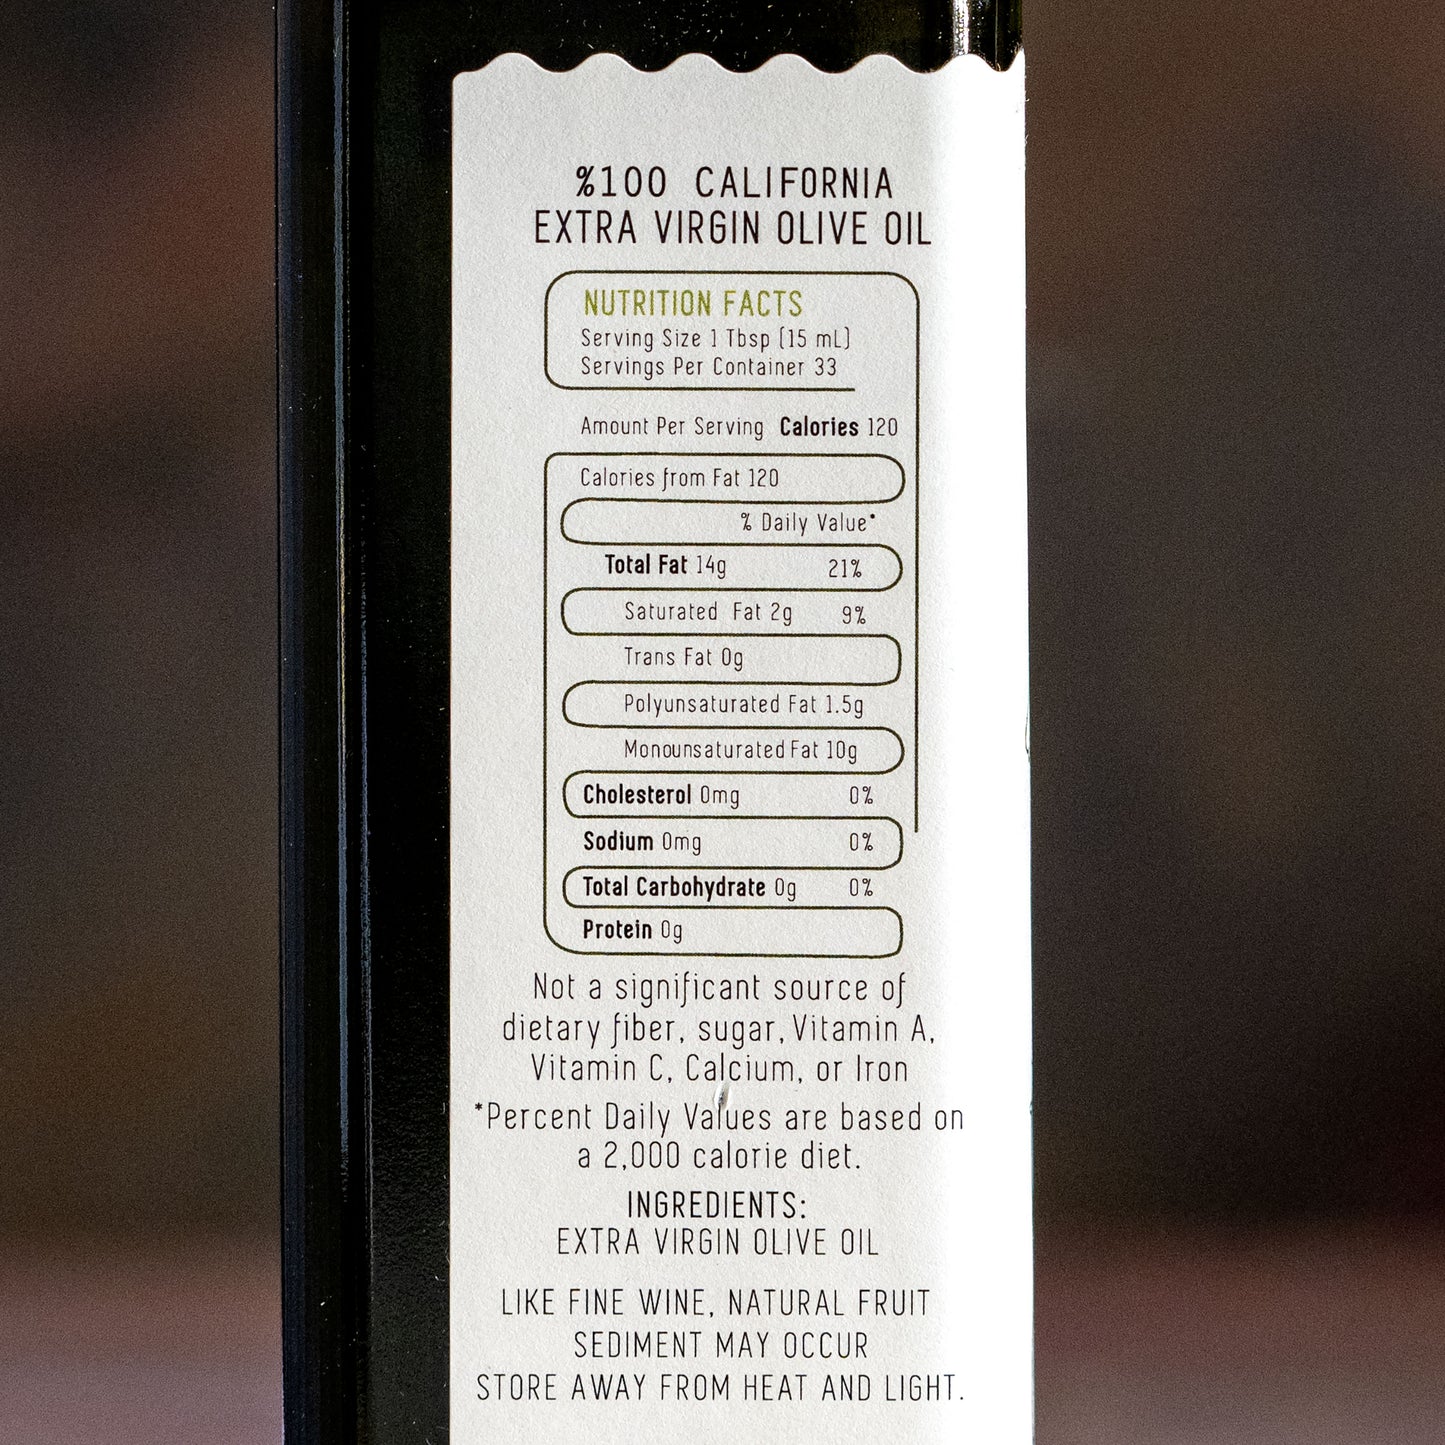 %100 CALIFORNIA
EXTRA VIRGIN OLIVE OIL
NUTRITION FACTS
Serving Size 1 Tbsp (15 mL)
Servings Per Container 33
Amount Per Serving Calories 120
Calories from Fat 120
% Daily Value*
Total Fat 14g 21%
Saturated Fat 2g 9%
Trans Fat 0g
Polyunsaturated Fat 1.5g
Monounsaturated Fat 10g
Cholesterol 0mg 0%
Sodium 0mg 0%
Total Carbohydrate 0g 0%
Protein 0g
Not a significant source of
dietary fiber, sugar, Vitamin A,
Vitamin C, Calcium, or Iron
*Percent Daily Values are based on
a 2,000 calorie diet.
INGREDIENTS:
EXTRA VIRGIN OLIVE OIL
LIKE FINE WINE, NATURAL FRUIT
SEDIMENT MAY OCCUR
STORE AWAY FROM HEAT AND LIGHT.